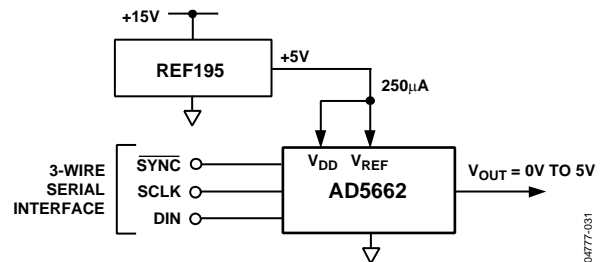 +15V
REF195
+5V
250µA
3-WIRE
SERIAL
INTERFACE
SYNC
SCLK
DIN
VDD VREF
AD5662
VOUT = 0V TO 5V
04777-031